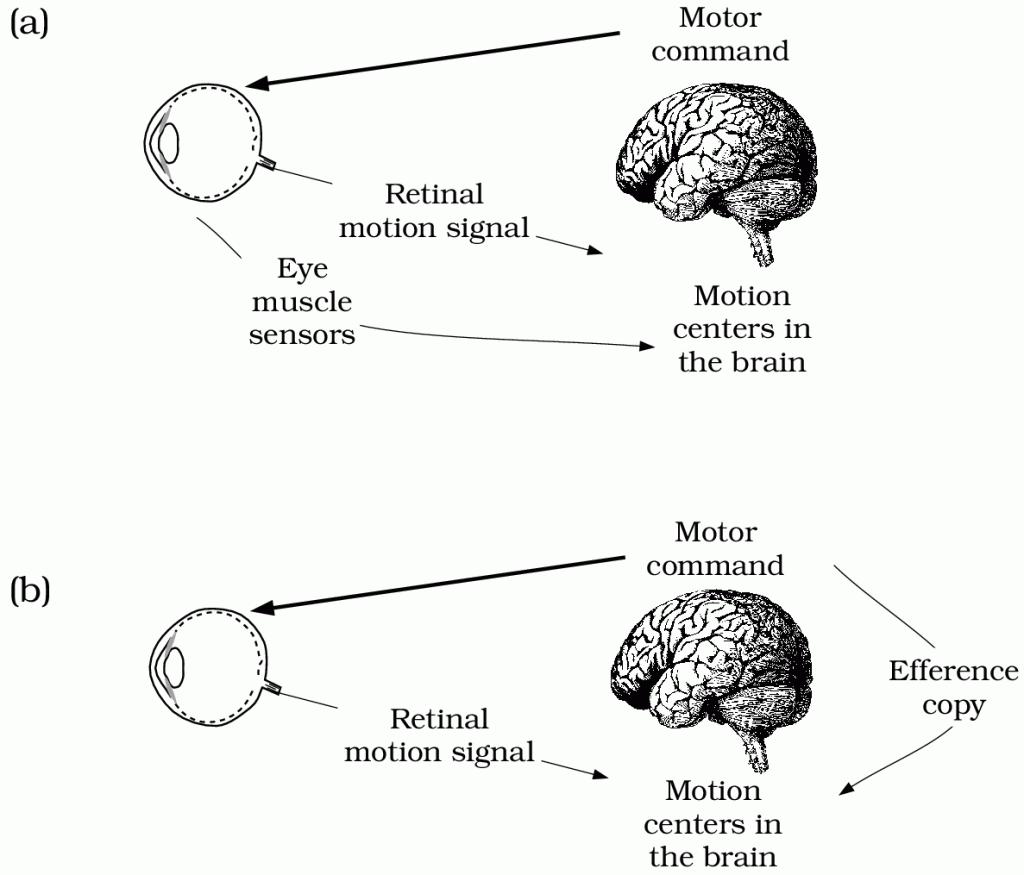 (a)
Motor
command
Retinal
motion signal
Eye
muscle
sensors
Motion
centers in
the brain
(b)
Motor
command
Efference
copy
Retinal
motion signal
Motion
centers in
the brain